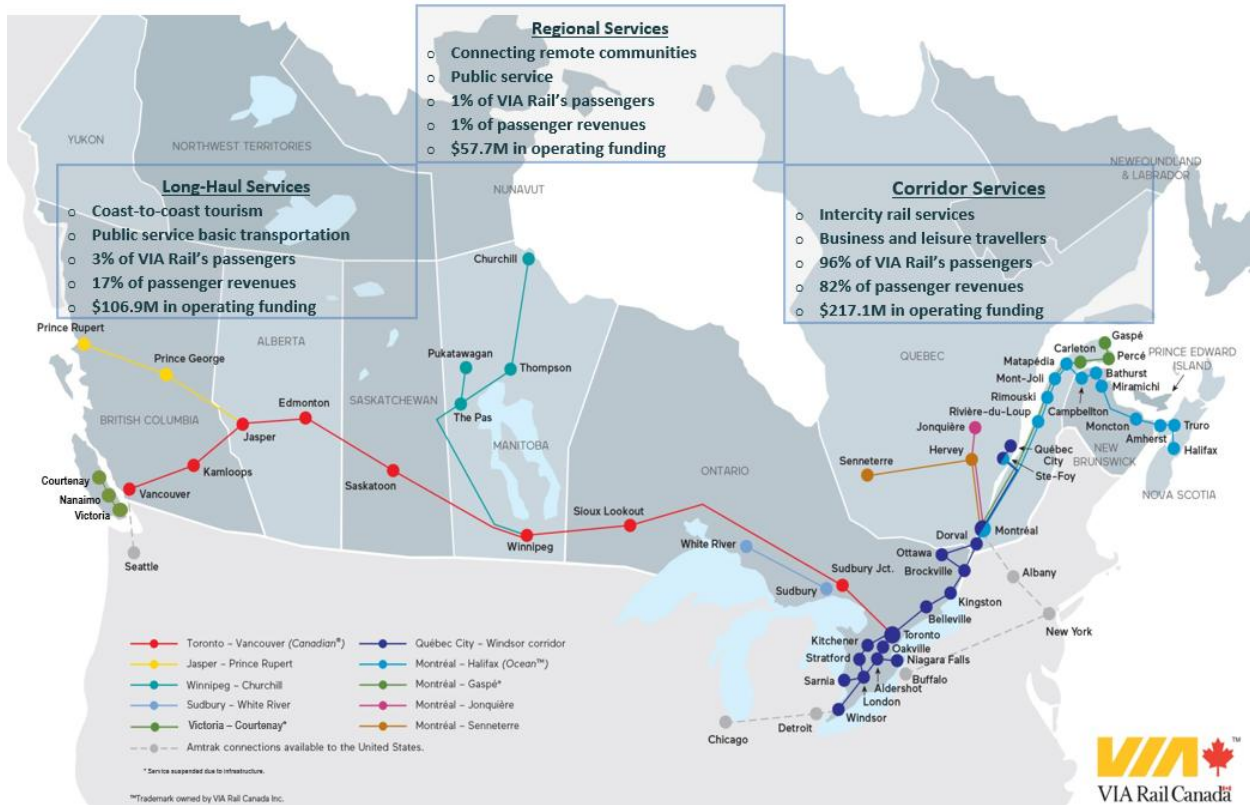 Regional Services
o Connecting remote communities
o Public service
o 1% of VIA Rail’s passengers
o 1% of passenger revenues
o $57.7M in operating funding
Long-Haul Services
o Coast-to-coast tourism
o Public service basic transportation
o 3% of VIA Rail’s passengers
o 17% of passenger revenues
o $106.9M in operating funding
Corridor Services
o Intercity rail services
o Business and leisure travellers
o 96% of VIA Rail’s passengers
o 82% of passenger revenues
o $217.1M in operating funding
YUKON
NORTHWEST TERRITORIES
NUNAVUT
NEWFOUNDLAND
& LABRADOR
BRITISH COLUMBIA
ALBERTA
SASKATCHEWAN
MANITOBA
ONTARIO
QUEBEC
PRINCE EDWARD
ISLAND
NEW
BRUNSWICK
NOVA SCOTIA
Prince Rupert
Prince George
Jasper
Edmonton
Kamloops
Vancouver
Courtenay
Nanaimo
Victoria
Seattle
Saskatoon
Churchill
Pukatawagan
Thompson
The Pas
Winnipeg
Sioux Lookout
White River
Sudbury
Sudbury Jct.
Senneterre
Jonquière
Hervey
Gaspé
Carleton
Percé
Matapédia
Bathurst
Mont-Joli
Miramichi
Rimouski
Rivière-du-Loup
Campbellton
Moncton
Truro
Amherst
Halifax
Québec
City
Ste-Foy
Dorval
Montréal
Ottawa
Brockville
Kingston
Belleville
Toronto
Kitchener
Oakville
Stratford
Niagara Falls
Sarnia
Aldershot
London
Windsor
Buffalo
Albany
New York
Detroit
Chicago
Toronto – Vancouver (Canadian®)
Jasper – Prince Rupert
Winnipeg – Churchill
Sudbury – White River
Victoria – Courtenay*
Québec City – Windsor corridor
Montréal – Halifax (Ocean™)
Montréal – Gaspé*
Montréal – Jonquière
Montréal – Senneterre
Amtrak connections available to the United States.
* Service suspended due to infrastructure.
™Trademark owned by VIA Rail Canada Inc.
VIA ™
VIA Rail Canada